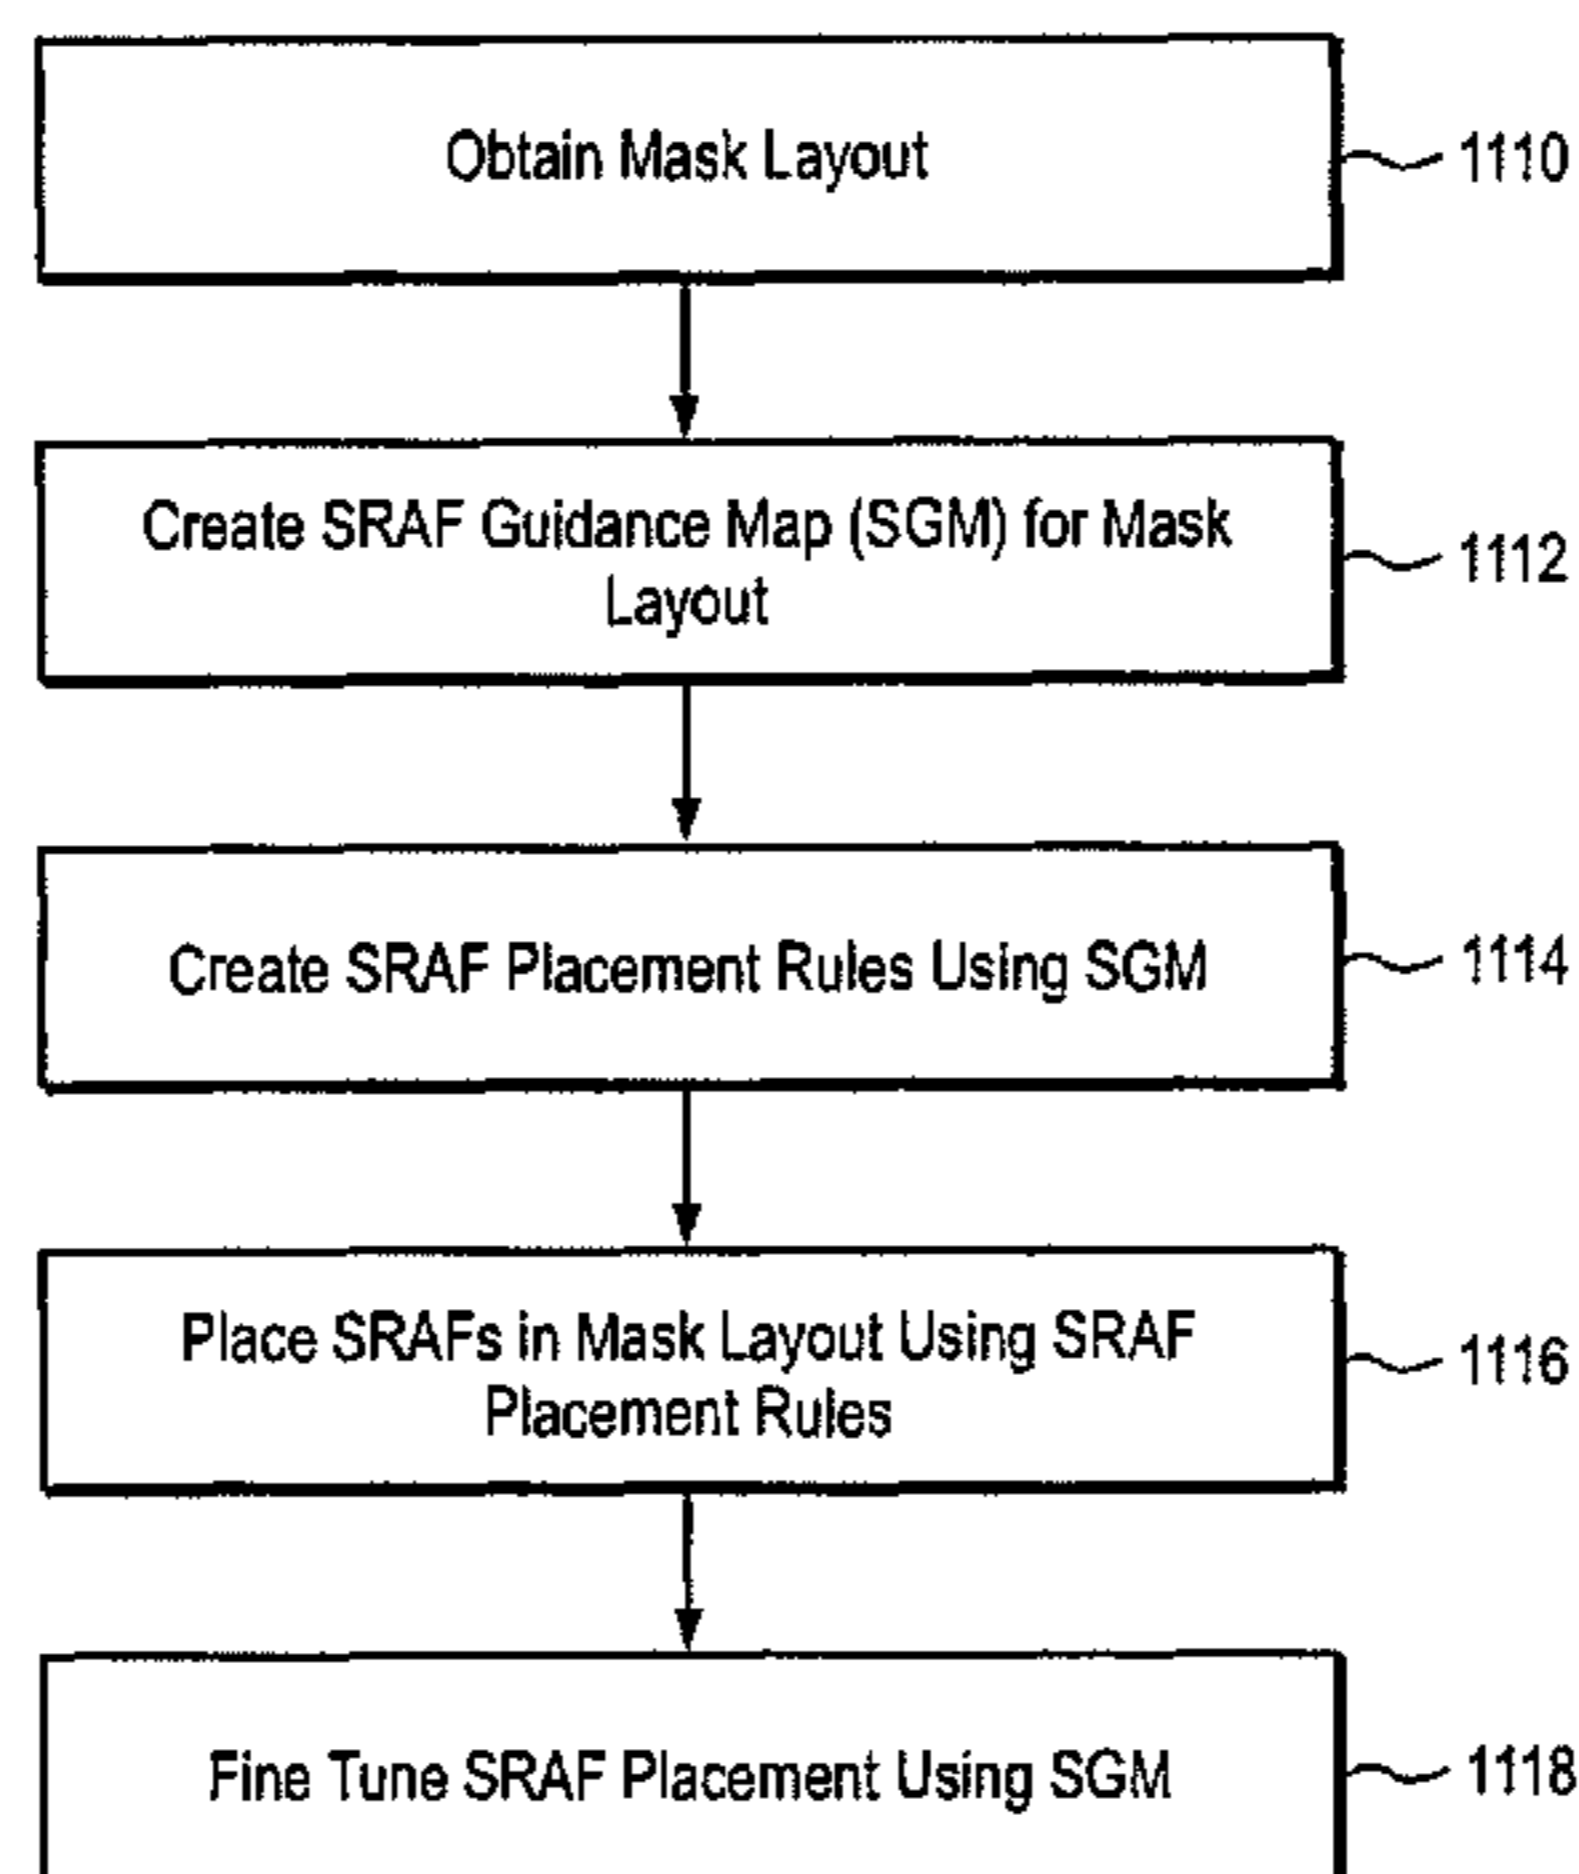 Obtain Mask Layout
1110
Create SRAF Guidance Map (SGM) for Mask
Layout
1112
Create SRAF Placement Rules Using SGM
1114
Place SRAFs in Mask Layout Using SRAF
Placement Rules
1116
Fine Tune SRAF Placement Using SGM
1118